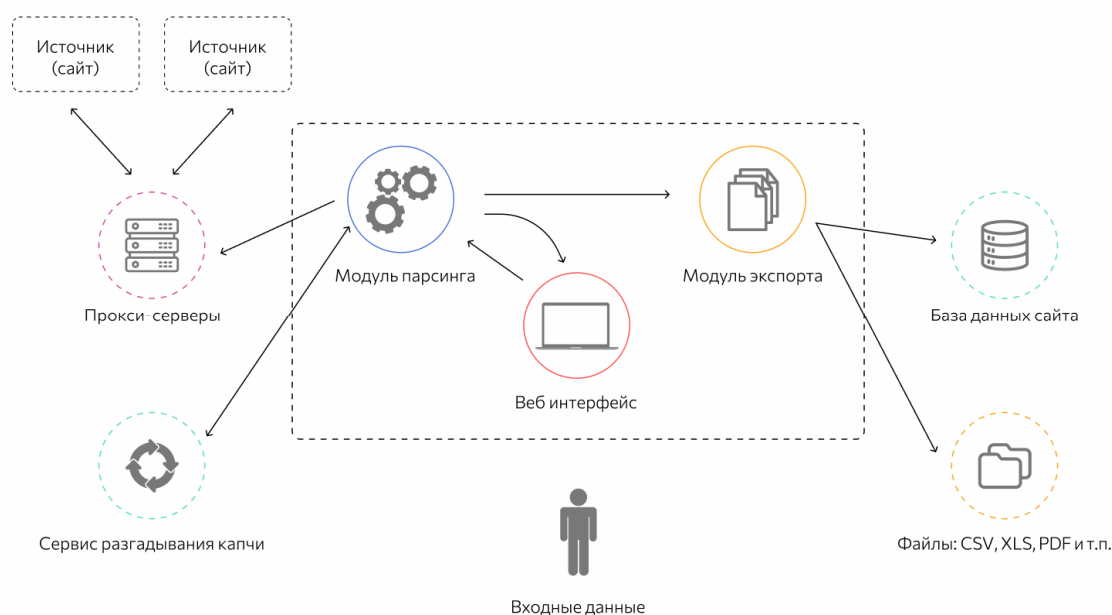 Источник
(сайт)
Источник
(сайт)
Модуль парсинга
Модуль экспорта
Прокси-серверы
База данных сайта
Веб интерфейс
Сервис разгадывания капчи
Файлы: CSV, XLS, PDF и т.п.
Входные данные